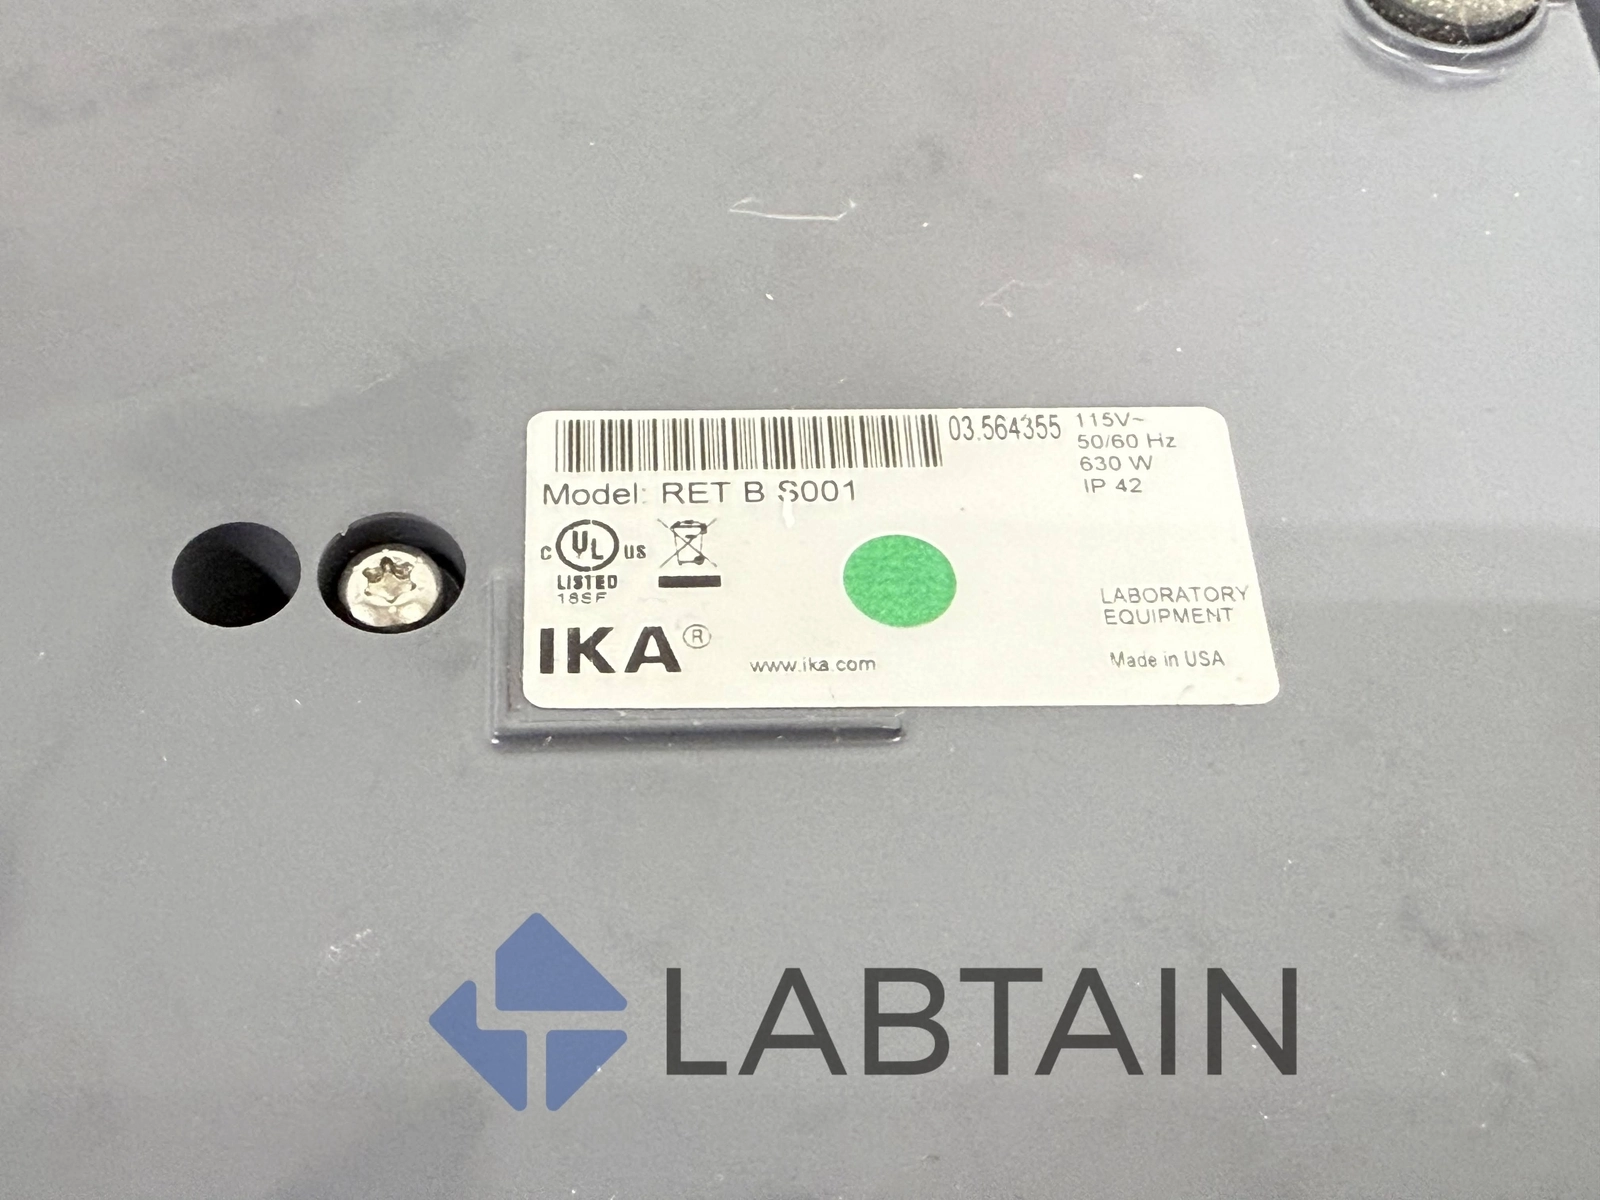 03.564355
115V~
50/60 Hz
630 W
IP 42
Model: RET B S001
C UL US
LISTED
18SF
IKA®
www.ika.com
LABORATORY
EQUIPMENT
Made in USA
LABTAIN